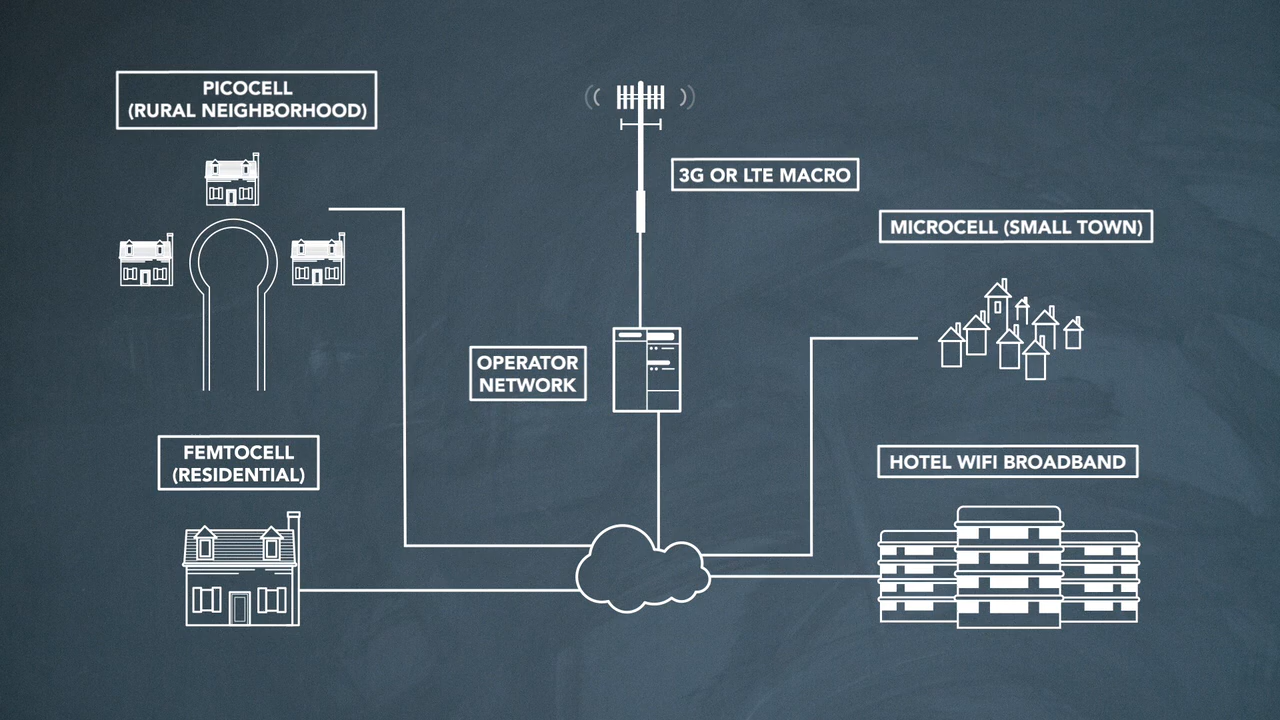 PICOCELL
(RURAL NEIGHBORHOOD)
3G OR LTE MACRO
MICROCELL (SMALL TOWN)
OPERATOR
NETWORK
FEMTOCELL
(RESIDENTIAL)
HOTEL WIFI BROADBAND